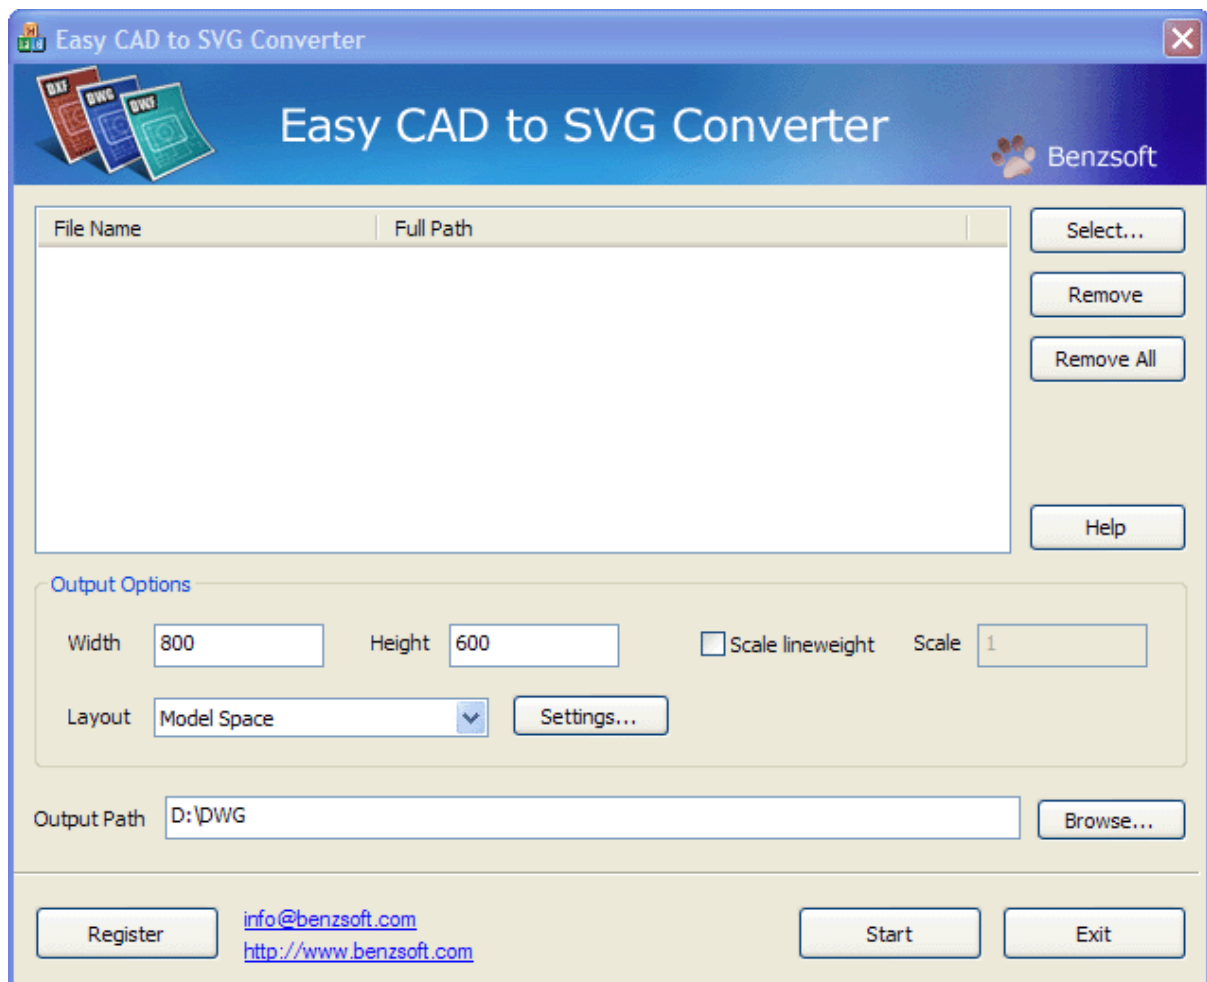 Easy CAD to SVG Converter
DXF
DWG
DWF
Easy CAD to SVG Converter
Benzsoft
File Name Full Path
Select...
Remove
Remove All
Help
Output Options
Width 800 Height 600 Scale lineweight Scale 1
Layout Model Space Settings...
Output Path D:\DWG Browse...
Register
info@benzsoft.com
http://www.benzsoft.com
Start Exit